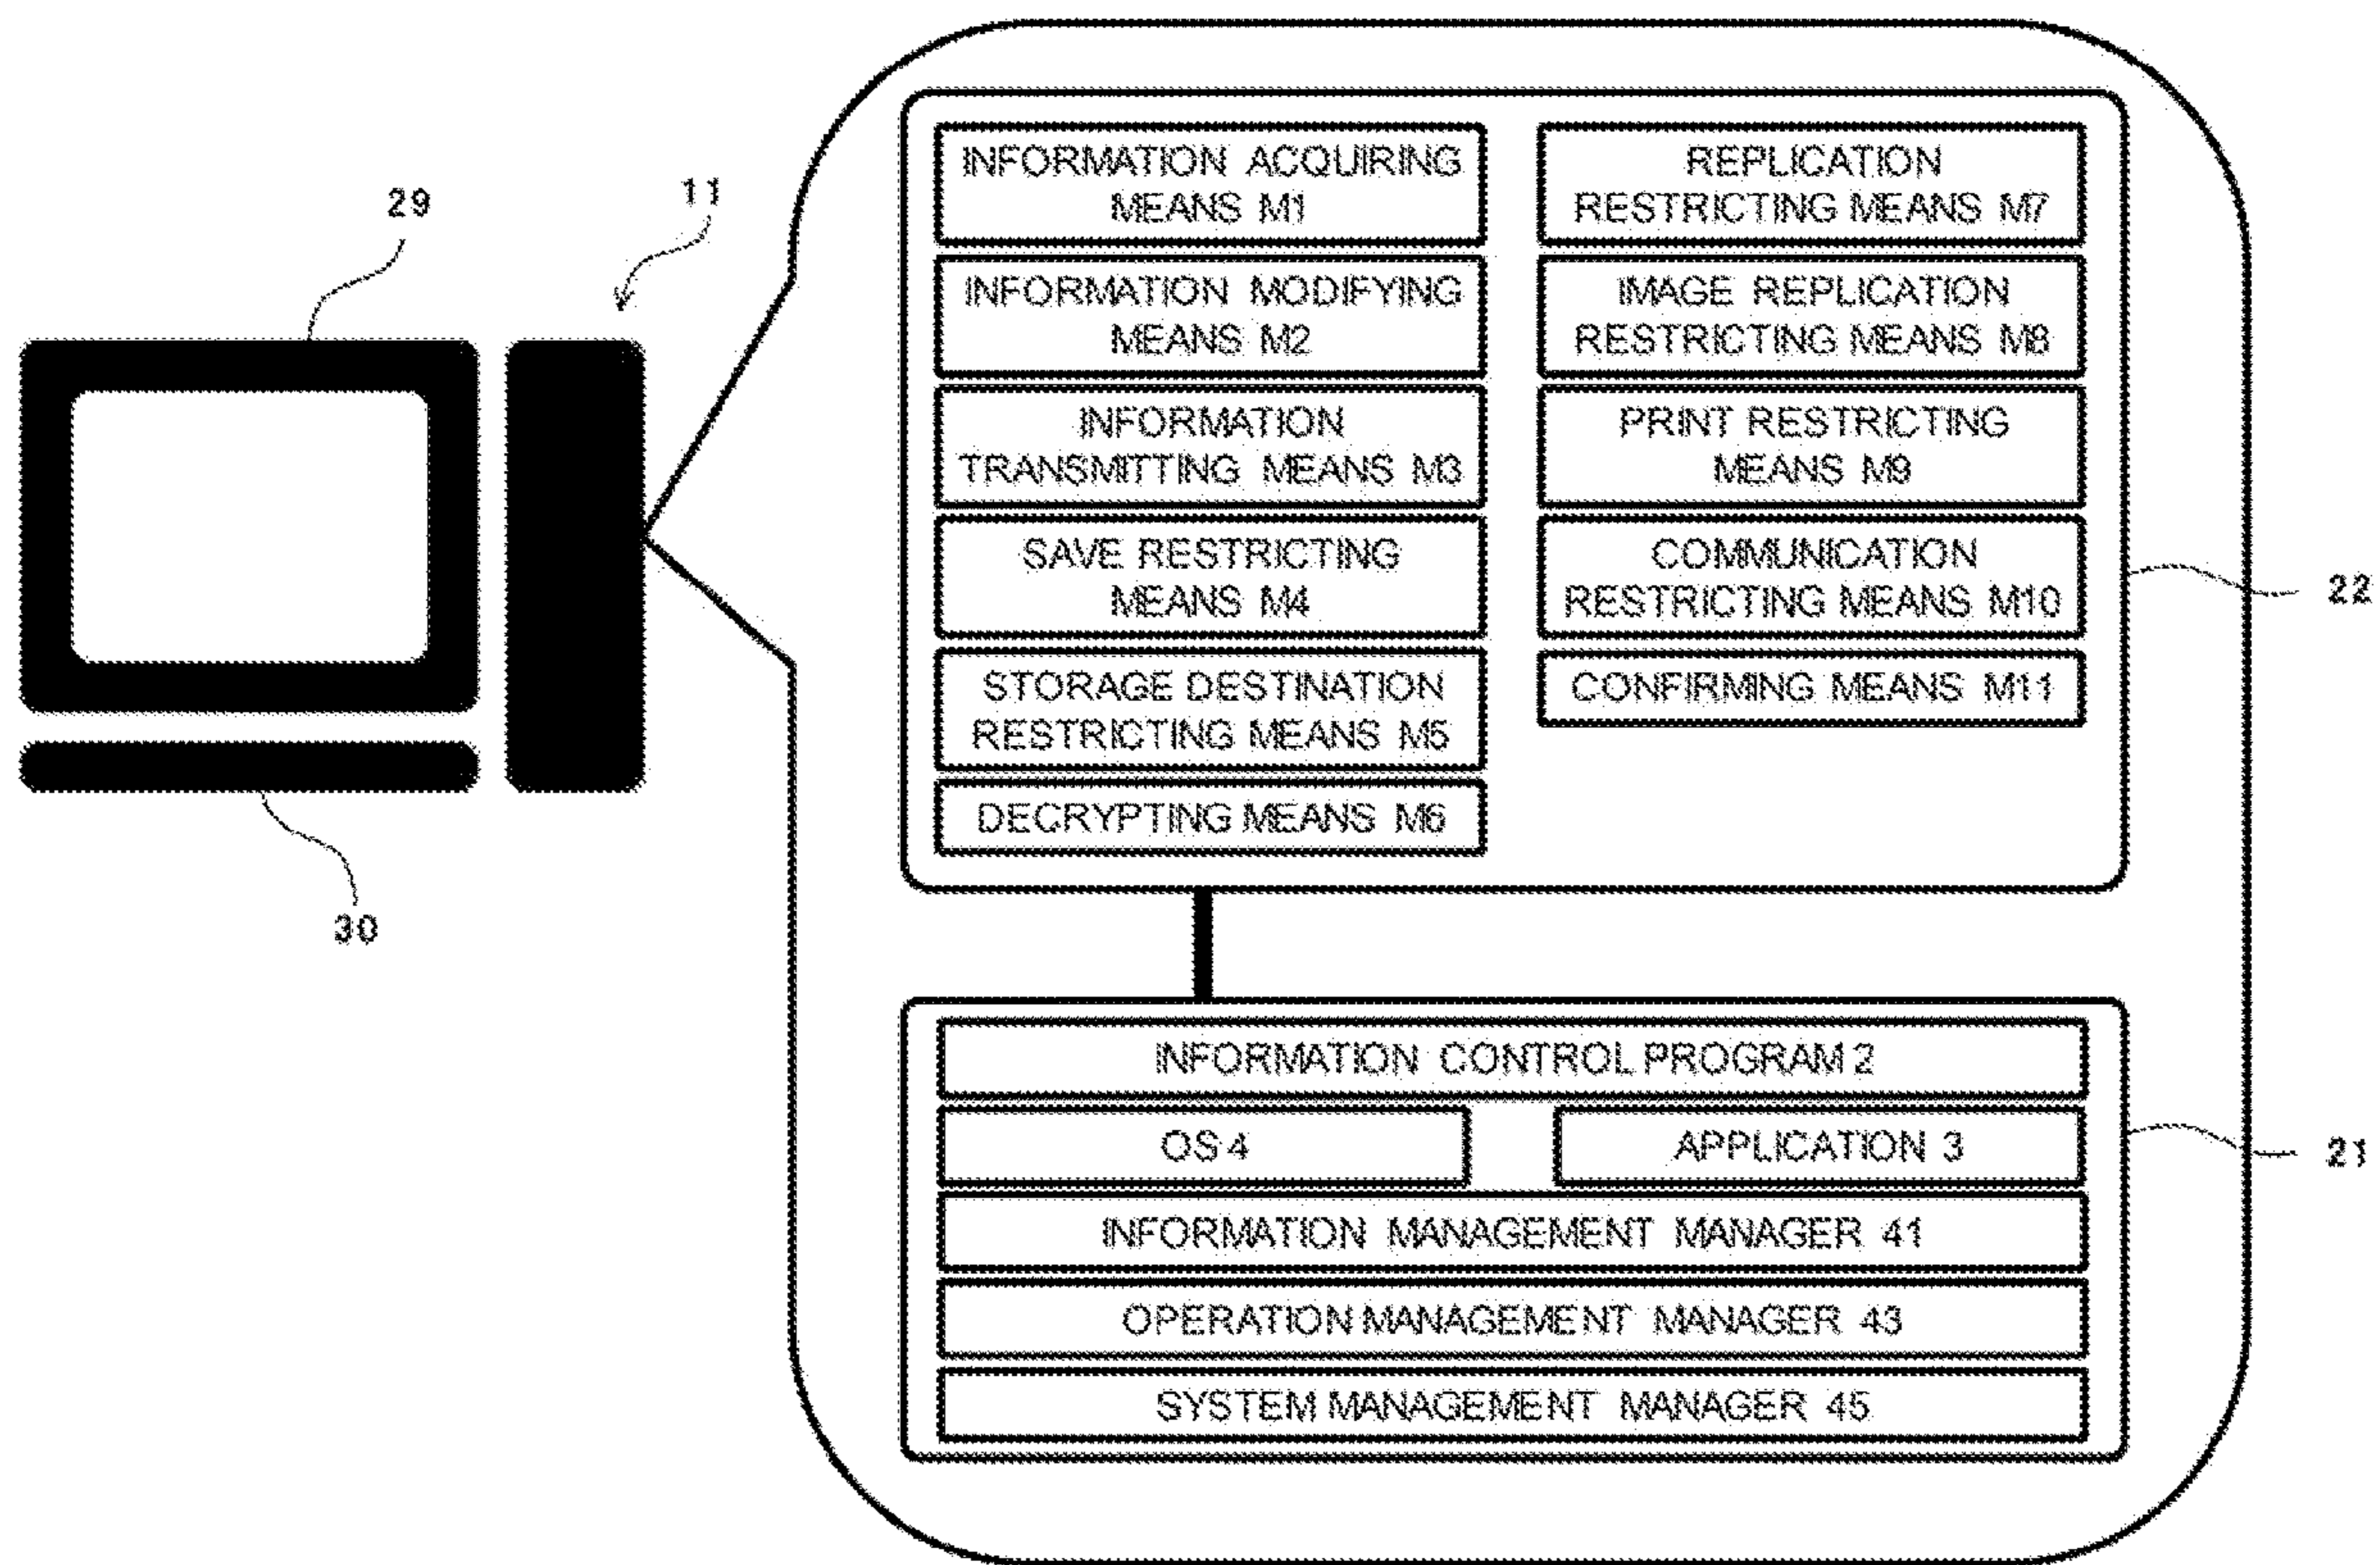 29
11
30
INFORMATION ACQUIRING
MEANS M1
INFORMATION MODIFYING
MEANS M2
INFORMATION
TRANSMITTING MEANS M3
SAVE RESTRICTING
MEANS M4
STORAGE DESTINATION
RESTRICTING MEANS M5
DECRYPTING MEANS M6
REPLICATION
RESTRICTING MEANS M7
IMAGE REPLICATION
RESTRICTING MEANS M8
PRINT RESTRICTING
MEANS M9
COMMUNICATION
RESTRICTING MEANS M10
CONFIRMING MEANS M11
22
INFORMATION CONTROL PROGRAM 2
OS 4
APPLICATION 3
INFORMATION MANAGEMENT MANAGER 41
OPERATION MANAGEMENT MANAGER 43
SYSTEM MANAGEMENT MANAGER 45
21